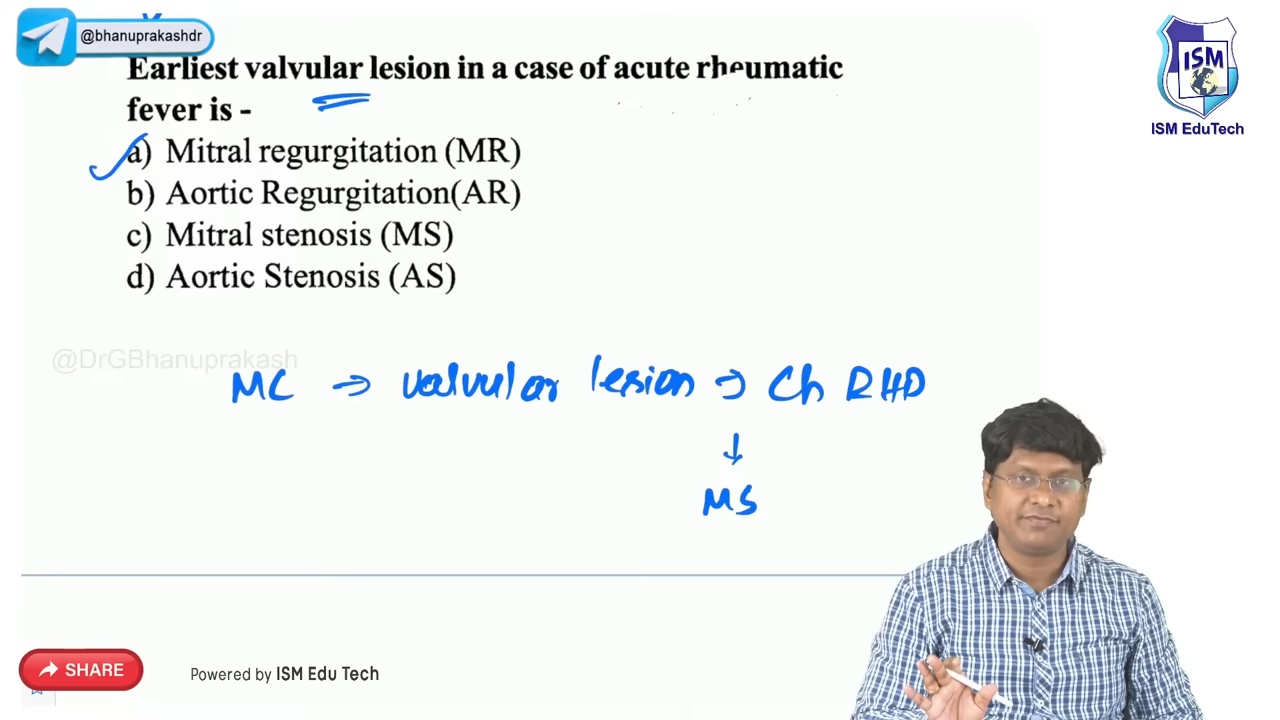 @bhanuprakashdr
ISM
ISM EduTech
Earliest valvular lesion in a case of acute rheumatic
fever is -
a) Mitral regurgitation (MR)
b) Aortic Regurgitation(AR)
c) Mitral stenosis (MS)
d) Aortic Stenosis (AS)
@DrGBhanuprakash
MC → valvular lesion → Ch RHD
↓
MS
SHARE
Powered by ISM Edu Tech